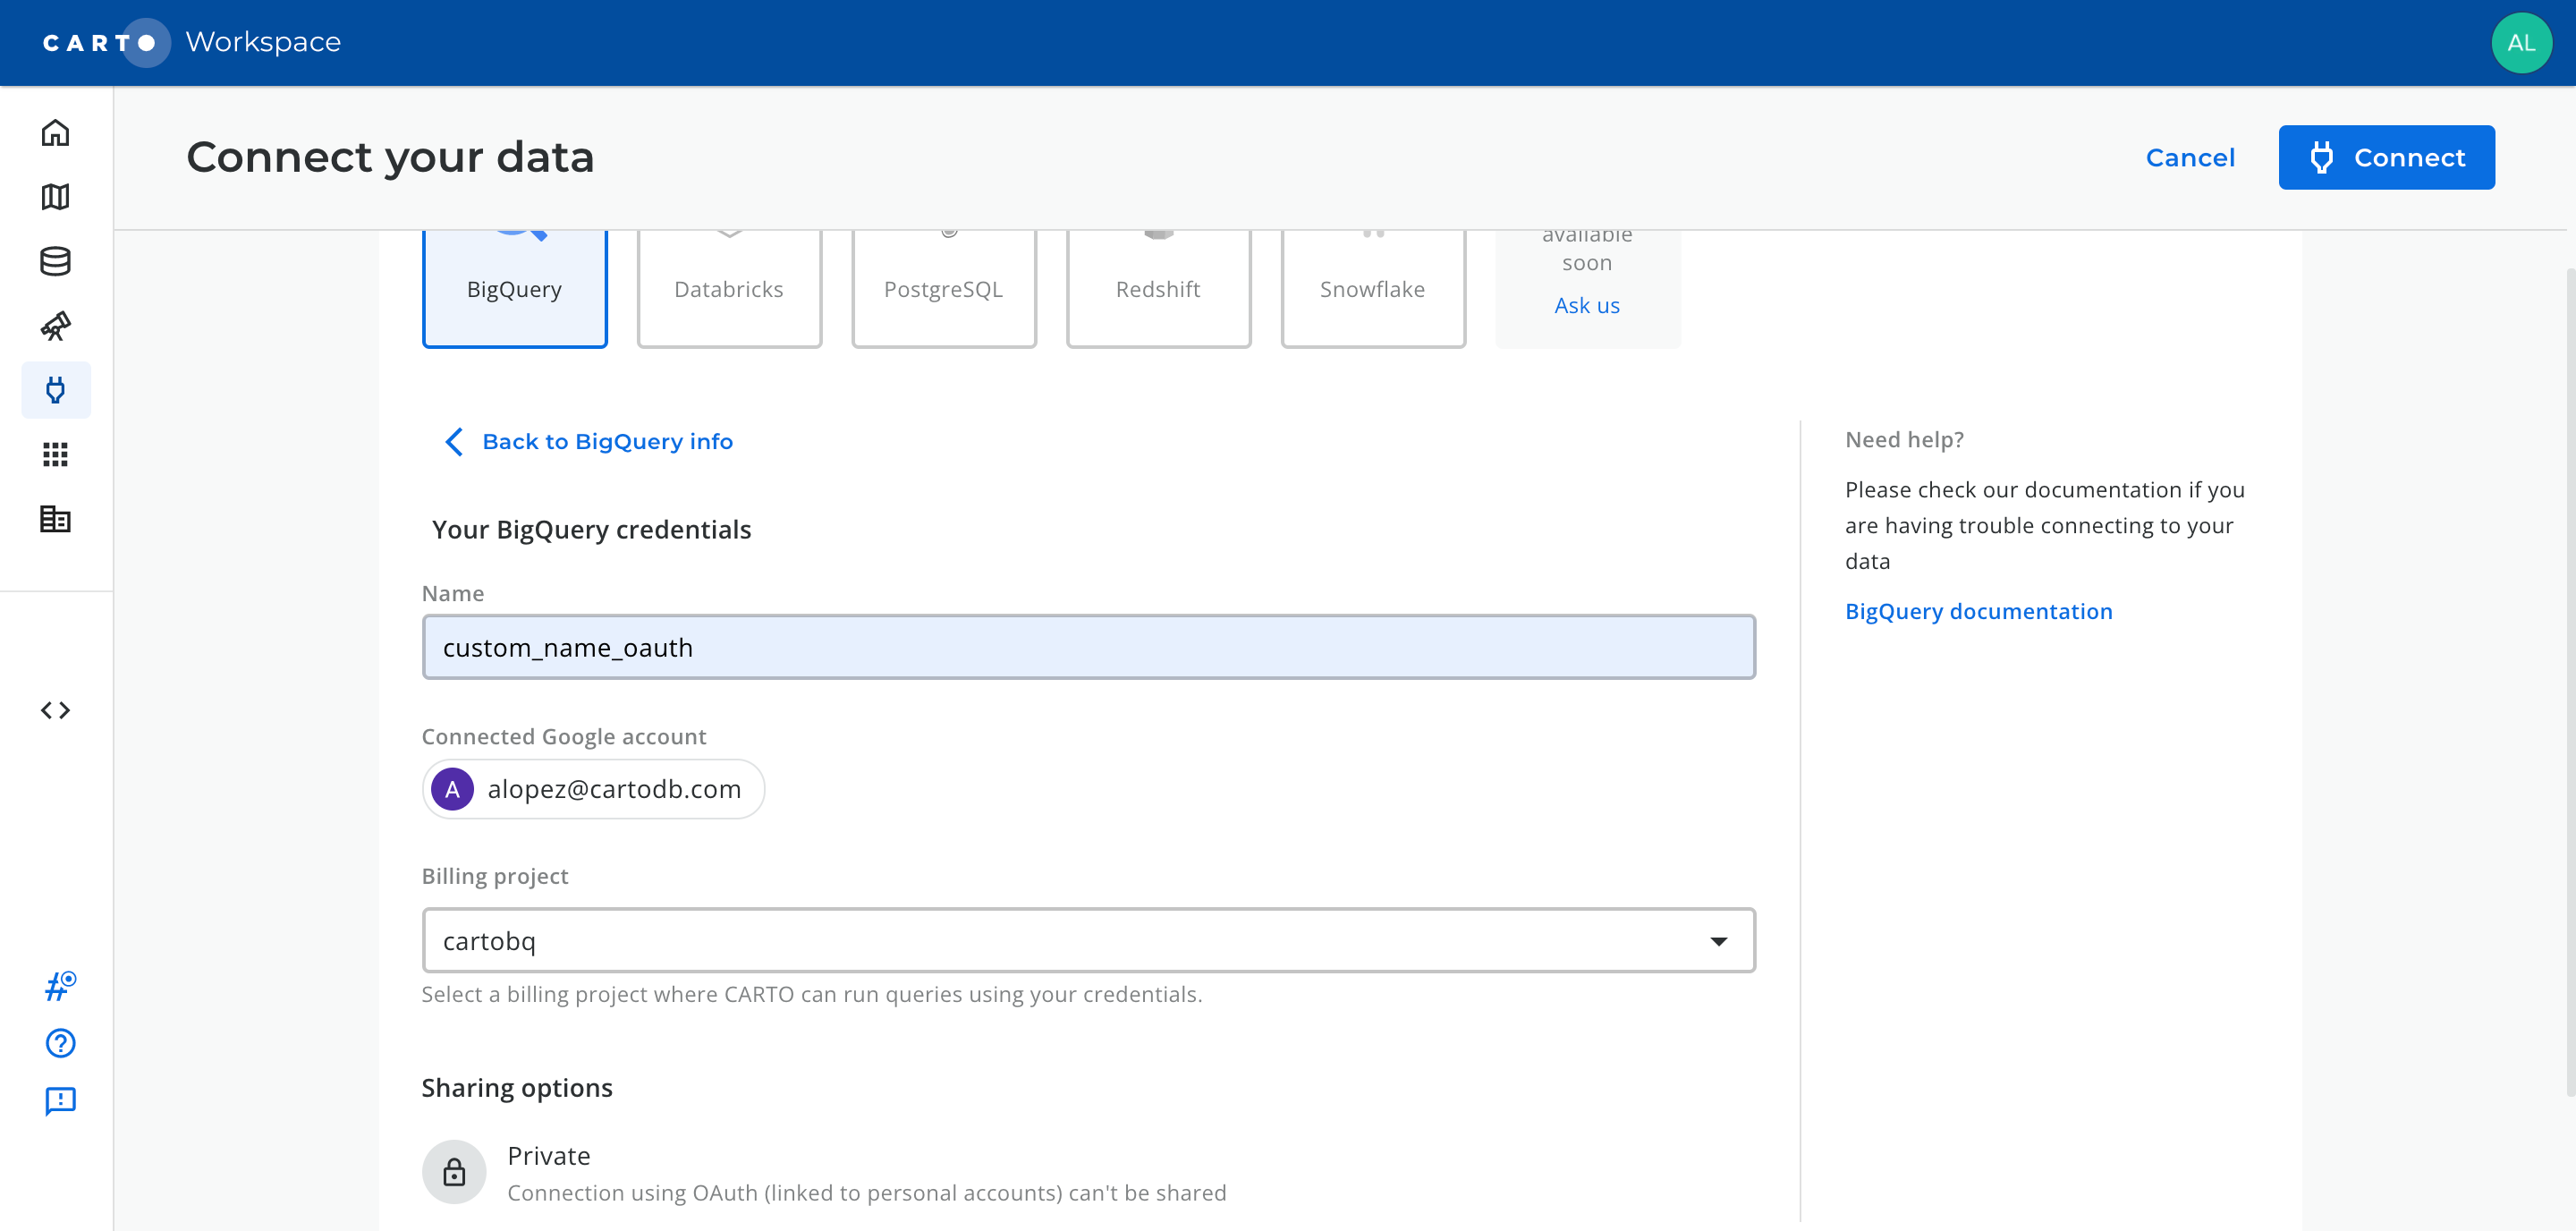 CARTO Workspace
AL
Connect your data
Cancel
Connect
BigQuery
Databricks
PostgreSQL
Redshift
Snowflake
available
soon
Ask us
Back to BigQuery info
Your BigQuery credentials
Name
custom_name_oauth
Connected Google account
A alopez@cartodb.com
Billing project
cartobq
Select a billing project where CARTO can run queries using your credentials.
Sharing options
Private
Connection using OAuth (linked to personal accounts) can't be shared
Need help?
Please check our documentation if you
are having trouble connecting to your
data
BigQuery documentation